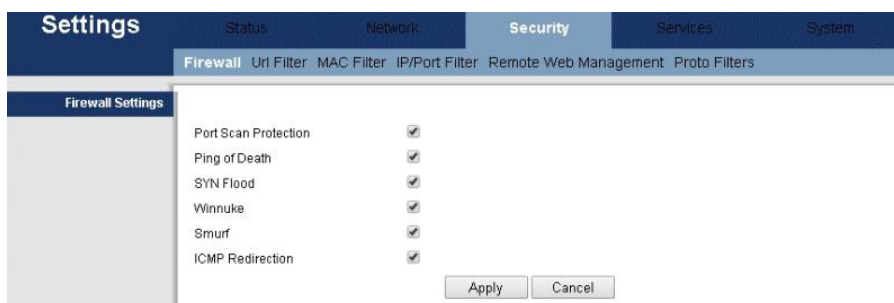 Settings
Status Network Security Services System
Firewall Url Filter MAC Filter IP/Port Filter Remote Web Management Proto Filters
Firewall Settings
Port Scan Protection
Ping of Death
SYN Flood
Winnuke
Smurf
ICMP Redirection
Apply Cancel